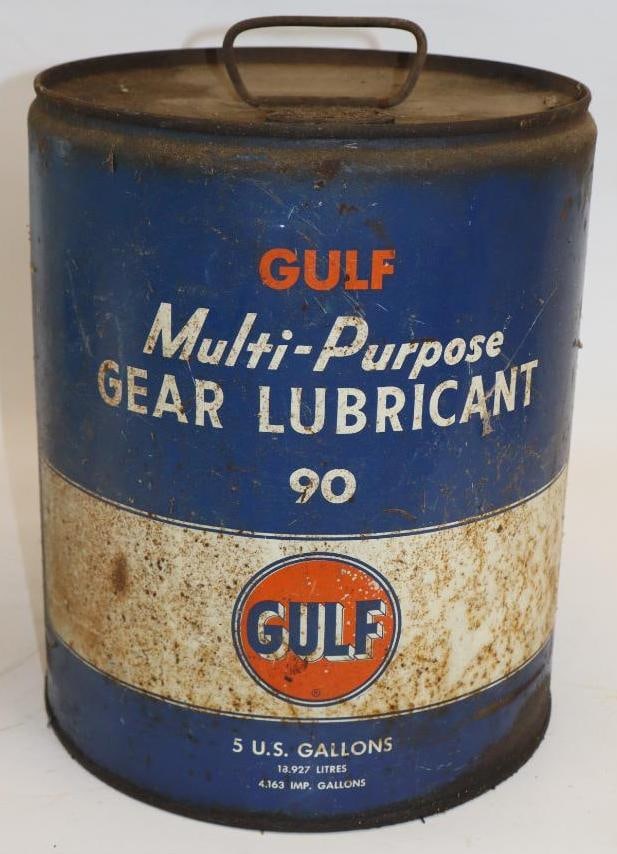 GULF
Multi-Purpose
GEAR LUBRICANT
90
GULF
®
5 U.S. GALLONS
18.927 LITRES
4.163 IMP. GALLONS